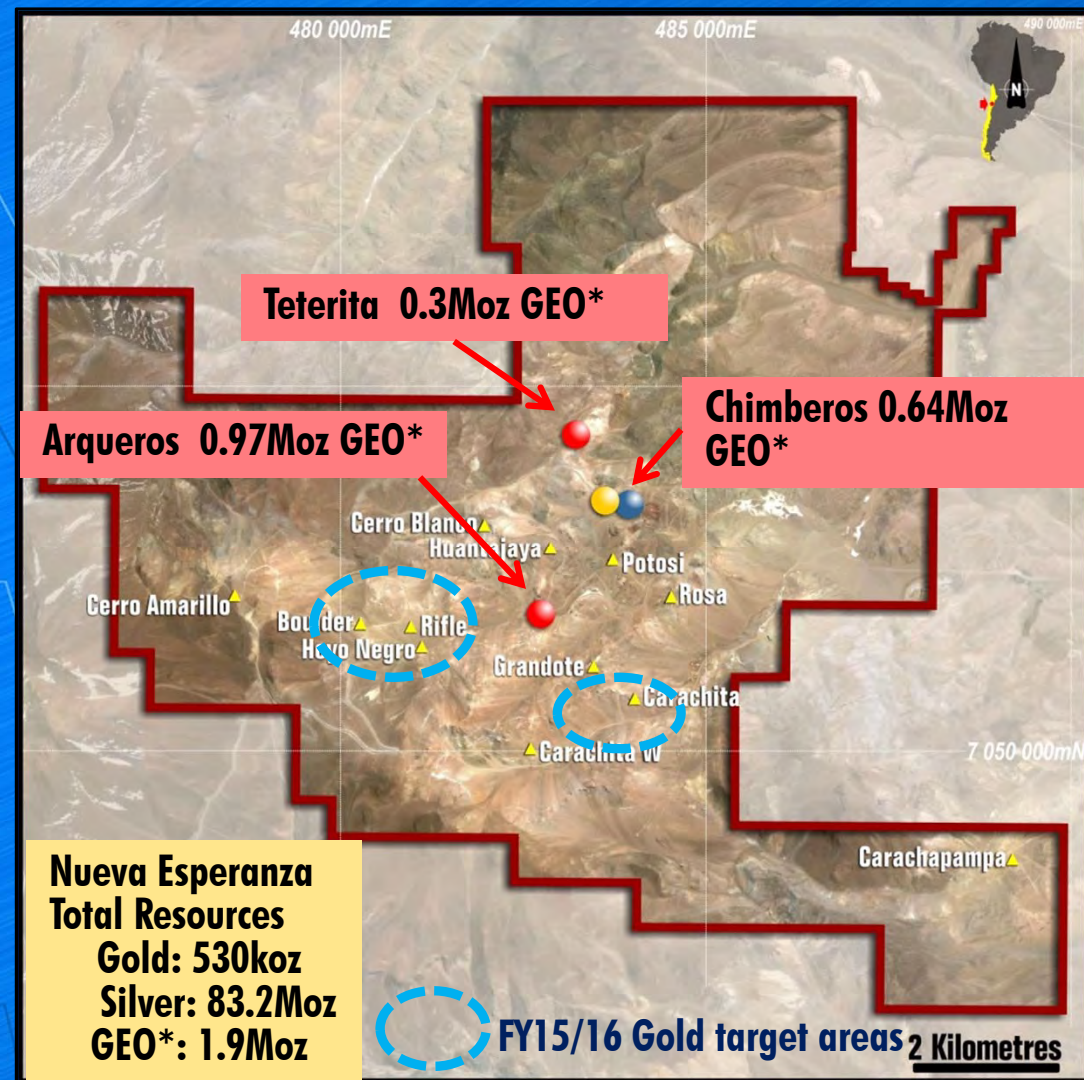 480 000mE
485 000mE
490 000mE
N
Teterita 0.3Moz GEO*
Chimberos 0.64Moz
GEO*
Arqueros 0.97Moz GEO*
Cerro Blanco
Huantajaya
Potosi
Cerro Amarillo
Rosa
Boulder
Rifle
Hoyo Negro
Grandote
Carachita
Carachita W
7 050 000mN
Carachapampa
Nueva Esperanza
Total Resources
Gold: 530koz
Silver: 83.2Moz
GEO*: 1.9Moz
FY15/16 Gold target areas
2 Kilometres